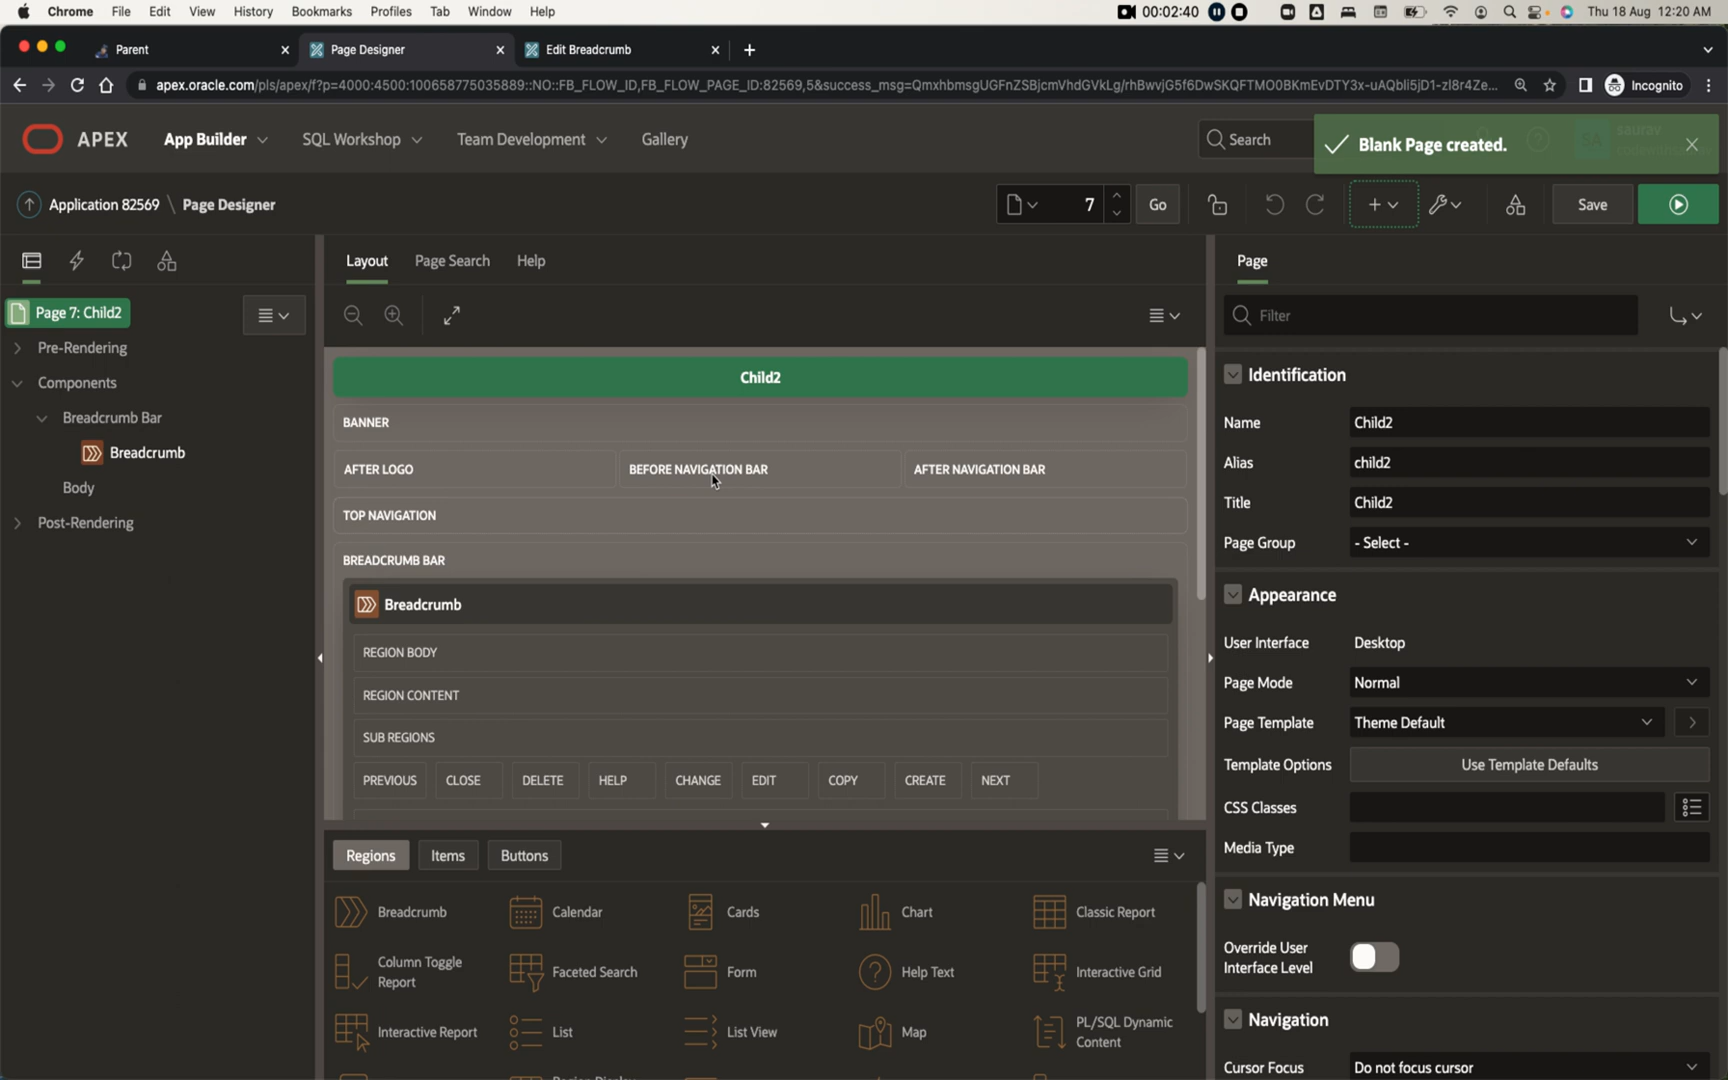 Chrome File Edit View History Bookmarks Profiles Tab Window Help 00:02:40 Thu 18 Aug 12:20 AM
Parent Page Designer Edit Breadcrumb
apex.oracle.com/pls/apex/f?p=4000:4500:100658775035889::NO::FB_FLOW_ID,FB_FLOW_PAGE_ID:82569,5&success_msg=QmxhbmsgUGFnZSBjcmVhdGVkLg/rhBwvjG5f6DwSKQFTMO0BKmEvDTY3x-uAQbli5jD1-zl8r4Ze... Incognito
APEX App Builder SQL Workshop Team Development Gallery Search Blank Page created.
Application 82569 \ Page Designer 7 Go Save
Layout Page Search Help Page
Page 7: Child2 Filter
Pre-Rendering
Components
Breadcrumb Bar
Breadcrumb
Body
Post-Rendering
Child2
BANNER
AFTER LOGO BEFORE NAVIGATION BAR AFTER NAVIGATION BAR
TOP NAVIGATION
BREADCRUMB BAR
Breadcrumb
REGION BODY
REGION CONTENT
SUB REGIONS
PREVIOUS CLOSE DELETE HELP CHANGE EDIT COPY CREATE NEXT
Regions Items Buttons
Breadcrumb Calendar Cards Chart Classic Report
Column Toggle Report Faceted Search Form Help Text Interactive Grid
Interactive Report List List View Map PL/SQL Dynamic Content
Identification
Name Child2
Alias child2
Title Child2
Page Group - Select -
Appearance
User Interface Desktop
Page Mode Normal
Page Template Theme Default
Template Options Use Template Defaults
CSS Classes
Media Type
Navigation Menu
Override User
Interface Level
Navigation
Cursor Focus Do not focus cursor